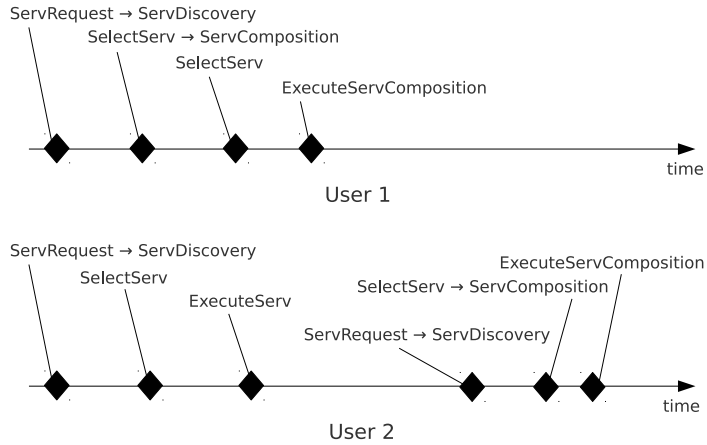 ServRequest → ServDiscovery
SelectServ → ServComposition
SelectServ
ExecuteServComposition
time
User 1
ServRequest → ServDiscovery
SelectServ
ExecuteServ
ExecuteServComposition
SelectServ → ServComposition
ServRequest → ServDiscovery
time
User 2